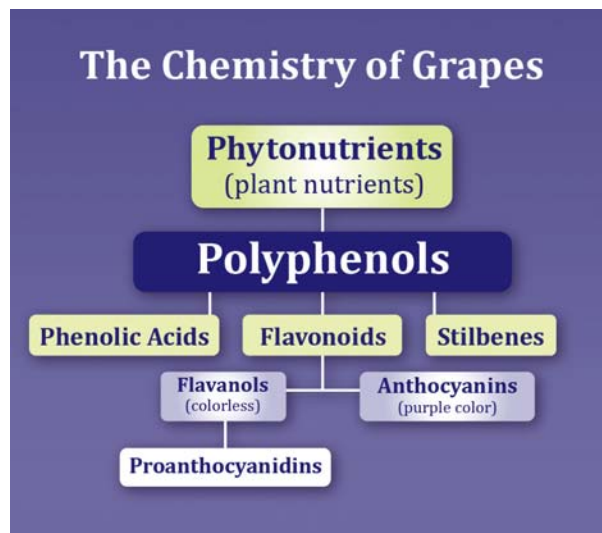 The Chemistry of Grapes
Phytonutrients
(plant nutrients)
Polyphenols
Phenolic Acids
Flavonoids
Stilbenes
Flavanols
(colorless)
Anthocyanins
(purple color)
Proanthocyanidins